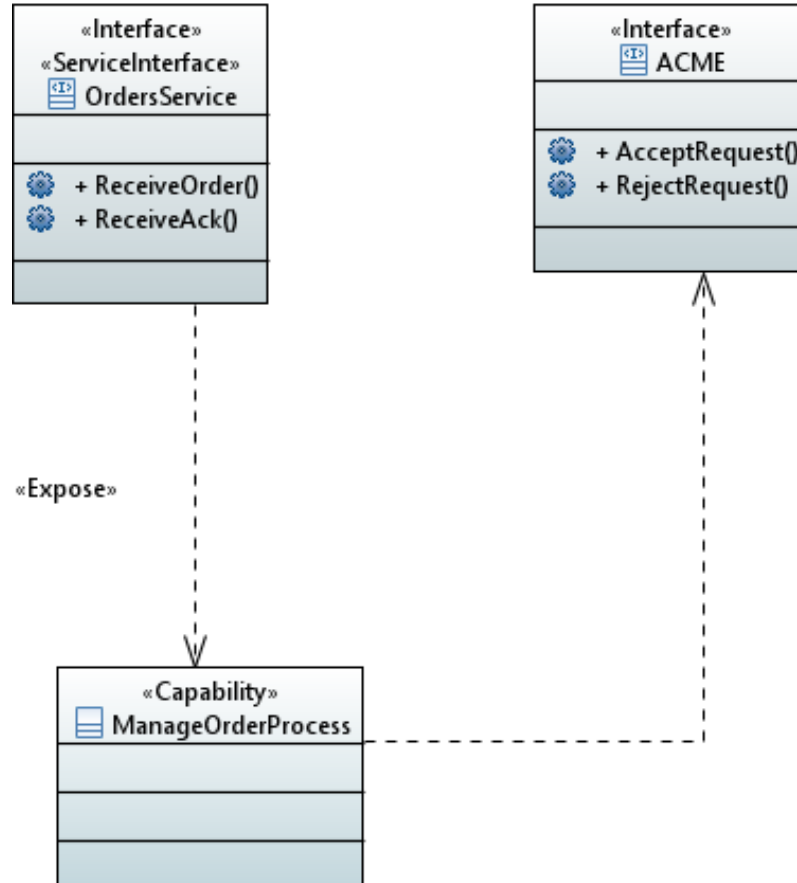 «Interface»
«ServiceInterface»
OrdersService
+ ReceiveOrder()
+ ReceiveAck()
«Interface»
ACME
+ AcceptRequest()
+ RejectRequest()
«Expose»
«Capability»
ManageOrderProcess